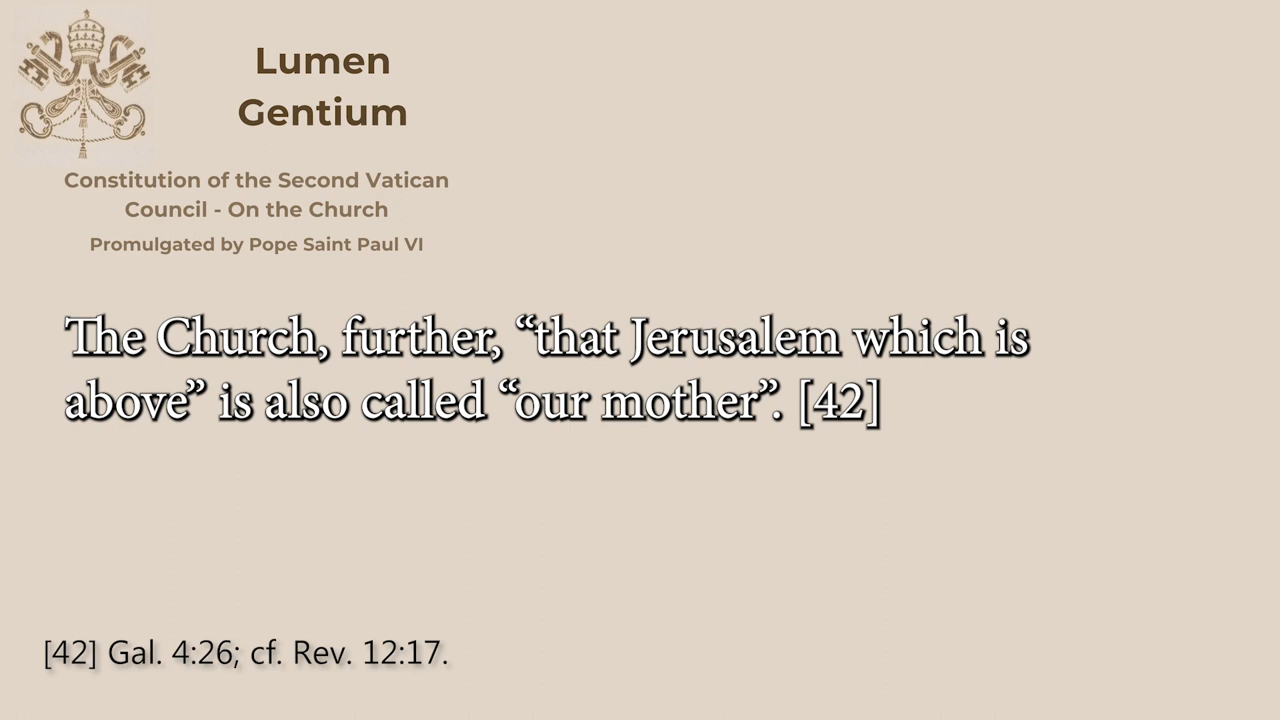 Lumen
Gentium
Constitution of the Second Vatican
Council - On the Church
Promulgated by Pope Saint Paul VI
The Church, further, “that Jerusalem which is
above” is also called “our mother”. [42]
[42] Gal. 4:26; cf. Rev. 12:17.